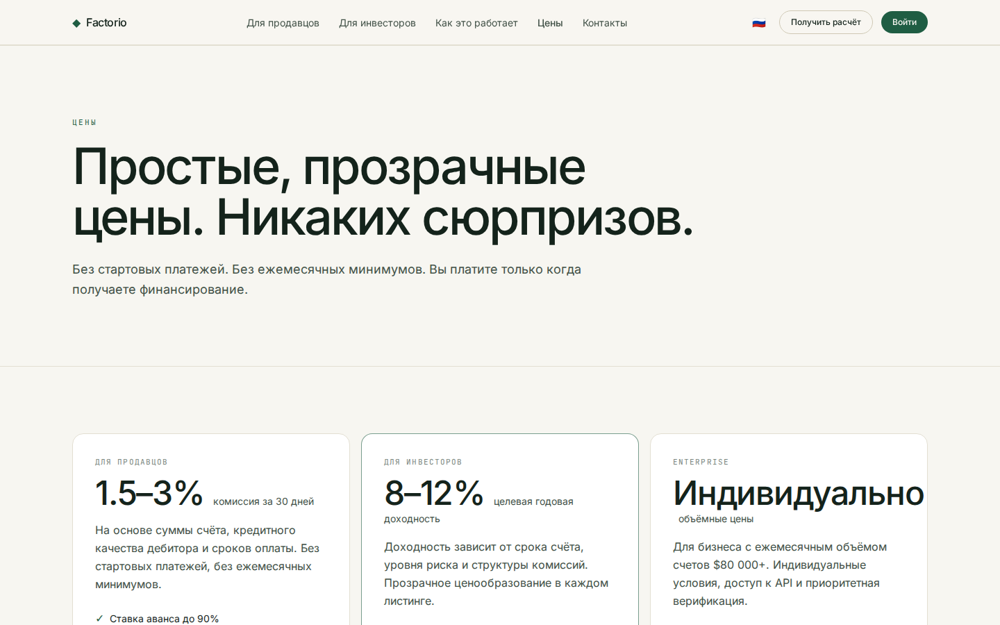 Factorio
Для продавцов
Для инвесторов
Как это работает
Цены
Контакты
Получить расчёт
Войти
ЦЕНЫ
Простые, прозрачные
цены. Никаких сюрпризов.
Без стартовых платежей. Без ежемесячных минимумов. Вы платите только когда
получаете финансирование.
ДЛЯ ПРОДАВЦОВ
1.5–3% комиссия за 30 дней
На основе суммы счёта, кредитного
качества дебитора и сроков оплаты. Без
стартовых платежей, без ежемесячных
минимумов.
✓ Ставка аванса до 90%
ДЛЯ ИНВЕСТОРОВ
8–12% целевая годовая
доходность
Доходность зависит от срока счёта,
уровня риска и структуры комиссий.
Прозрачное ценообразование в каждом
листинге.
ENTERPRISE
Индивидуально
объёмные цены
Для бизнеса с ежемесячным объёмом
счетов $80 000+. Индивидуальные
условия, доступ к API и приоритетная
верификация.